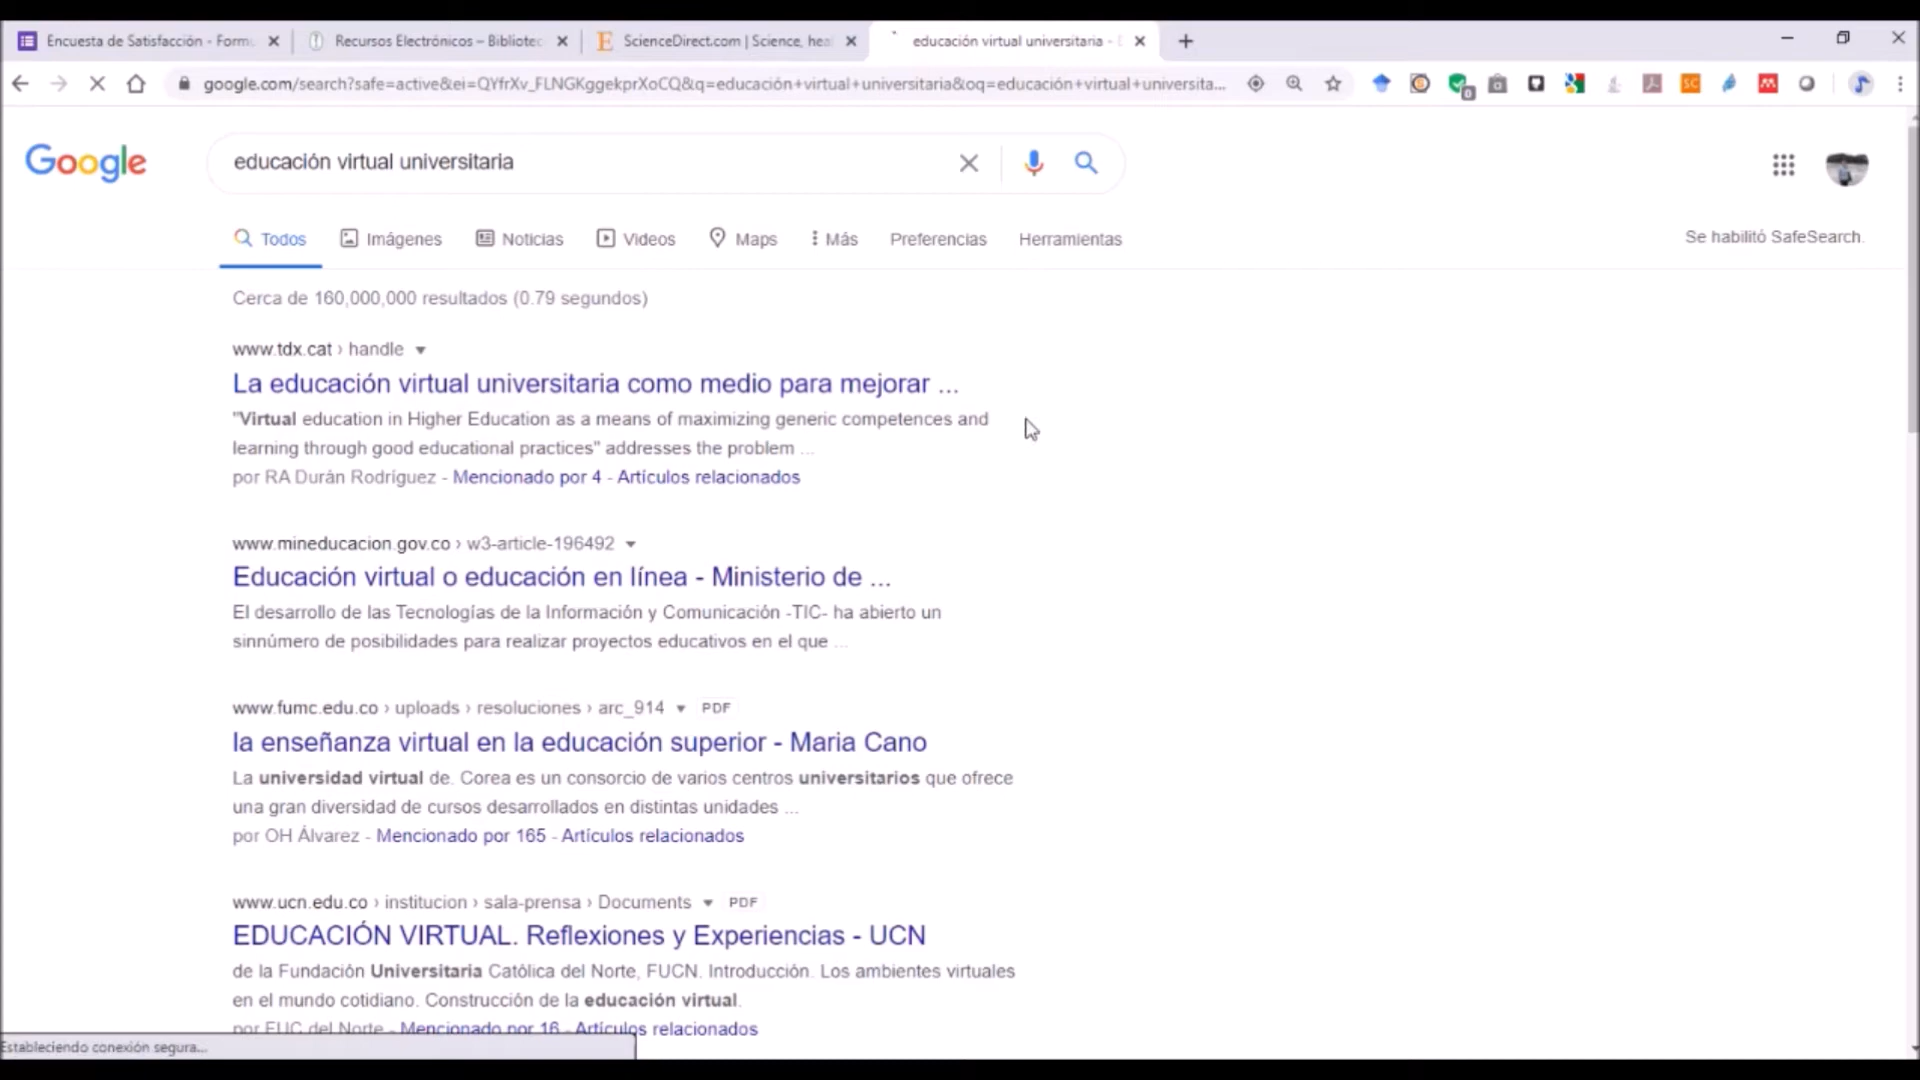 Encuesta de Satisfacción - Formu
Recursos Electrónicos – Bibliotec
ScienceDirect.com | Science, hea
educación virtual universitaria -
google.com/search?safe=active&ei=QYfrXv_FLNGKggekprXoCQ&q=educación+virtual+universitaria&oq=educación+virtual+universita...
Google
educación virtual universitaria
Todos
Imágenes
Noticias
Videos
Maps
Más
Preferencias
Herramientas
Se habilitó SafeSearch.
Cerca de 160,000,000 resultados (0.79 segundos)
www.tdx.cat › handle
La educación virtual universitaria como medio para mejorar ...
"Virtual education in Higher Education as a means of maximizing generic competences and
learning through good educational practices" addresses the problem ...
por RA Durán Rodríguez - Mencionado por 4 - Artículos relacionados
www.mineducacion.gov.co › w3-article-196492
Educación virtual o educación en línea - Ministerio de ...
El desarrollo de las Tecnologías de la Información y Comunicación -TIC- ha abierto un
sinnúmero de posibilidades para realizar proyectos educativos en el que ...
www.fumc.edu.co › uploads › resoluciones › arc_914 PDF
la enseñanza virtual en la educación superior - Maria Cano
La universidad virtual de. Corea es un consorcio de varios centros universitarios que ofrece
una gran diversidad de cursos desarrollados en distintas unidades ...
por OH Álvarez - Mencionado por 165 - Artículos relacionados
www.ucn.edu.co › institucion › sala-prensa › Documents PDF
EDUCACIÓN VIRTUAL. Reflexiones y Experiencias - UCN
de la Fundación Universitaria Católica del Norte, FUCN. Introducción. Los ambientes virtuales
en el mundo cotidiano. Construcción de la educación virtual.
por FUC del Norte - Mencionado por 16 - Artículos relacionados
Estableciendo conexión segura...